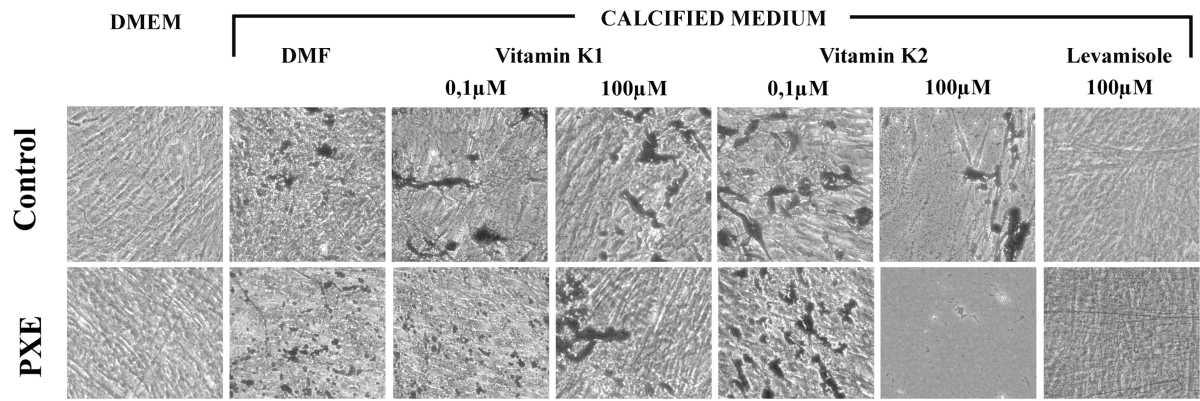 DMEM
CALCIFIED MEDIUM
DMF
Vitamin K1
Vitamin K2
Levamisole
0,1µM
100µM
0,1µM
100µM
100µM
Control
PXE